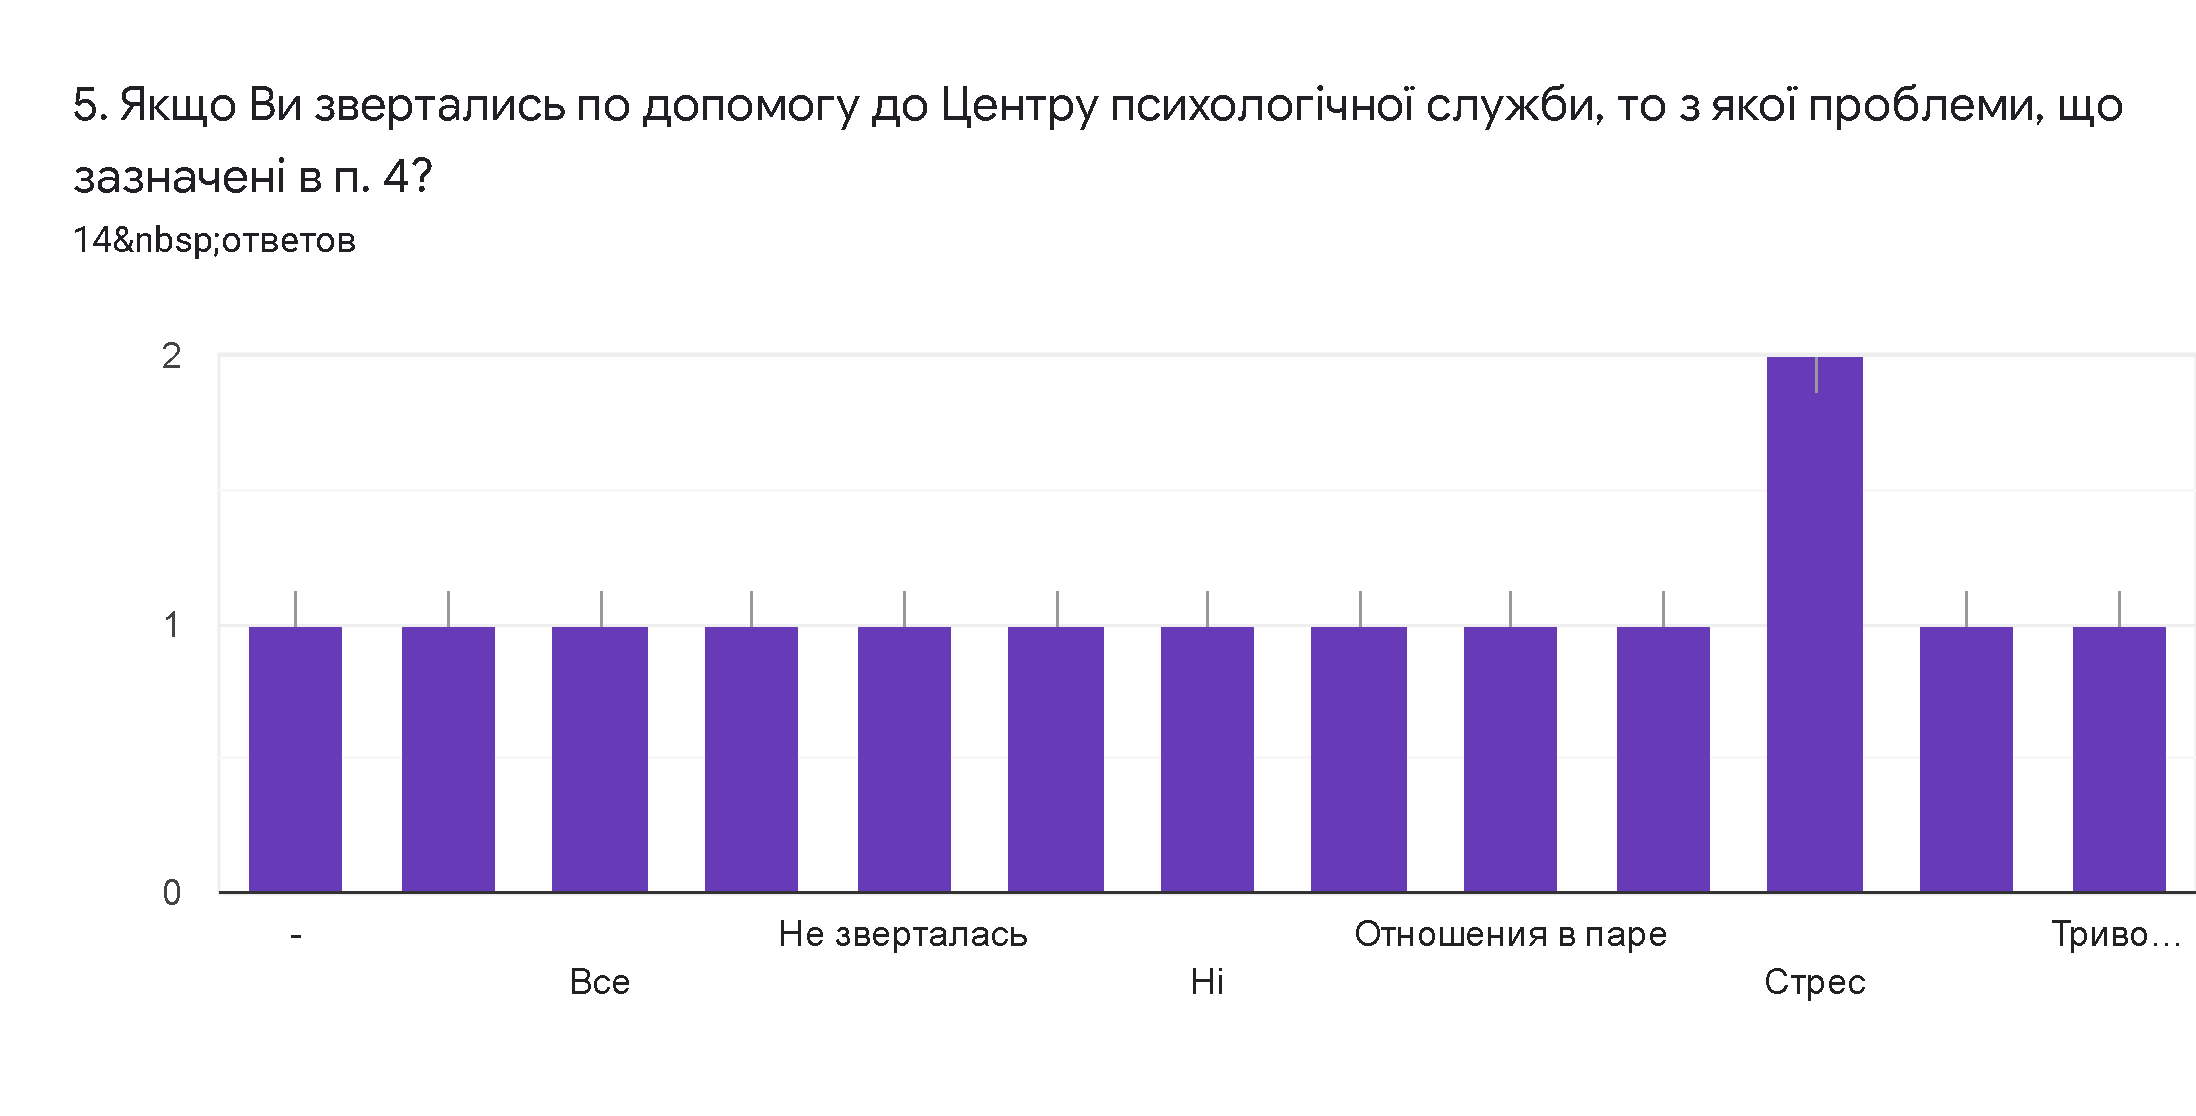 5. Якщо Ви звертались по допомогу до Центру психологічної служби, то з якої проблеми, що
зазначені в п. 4?
14&nbsp;ответов
2
1
0
- Не зверталась Отношения в паре Триво...
Все Ні Стрес